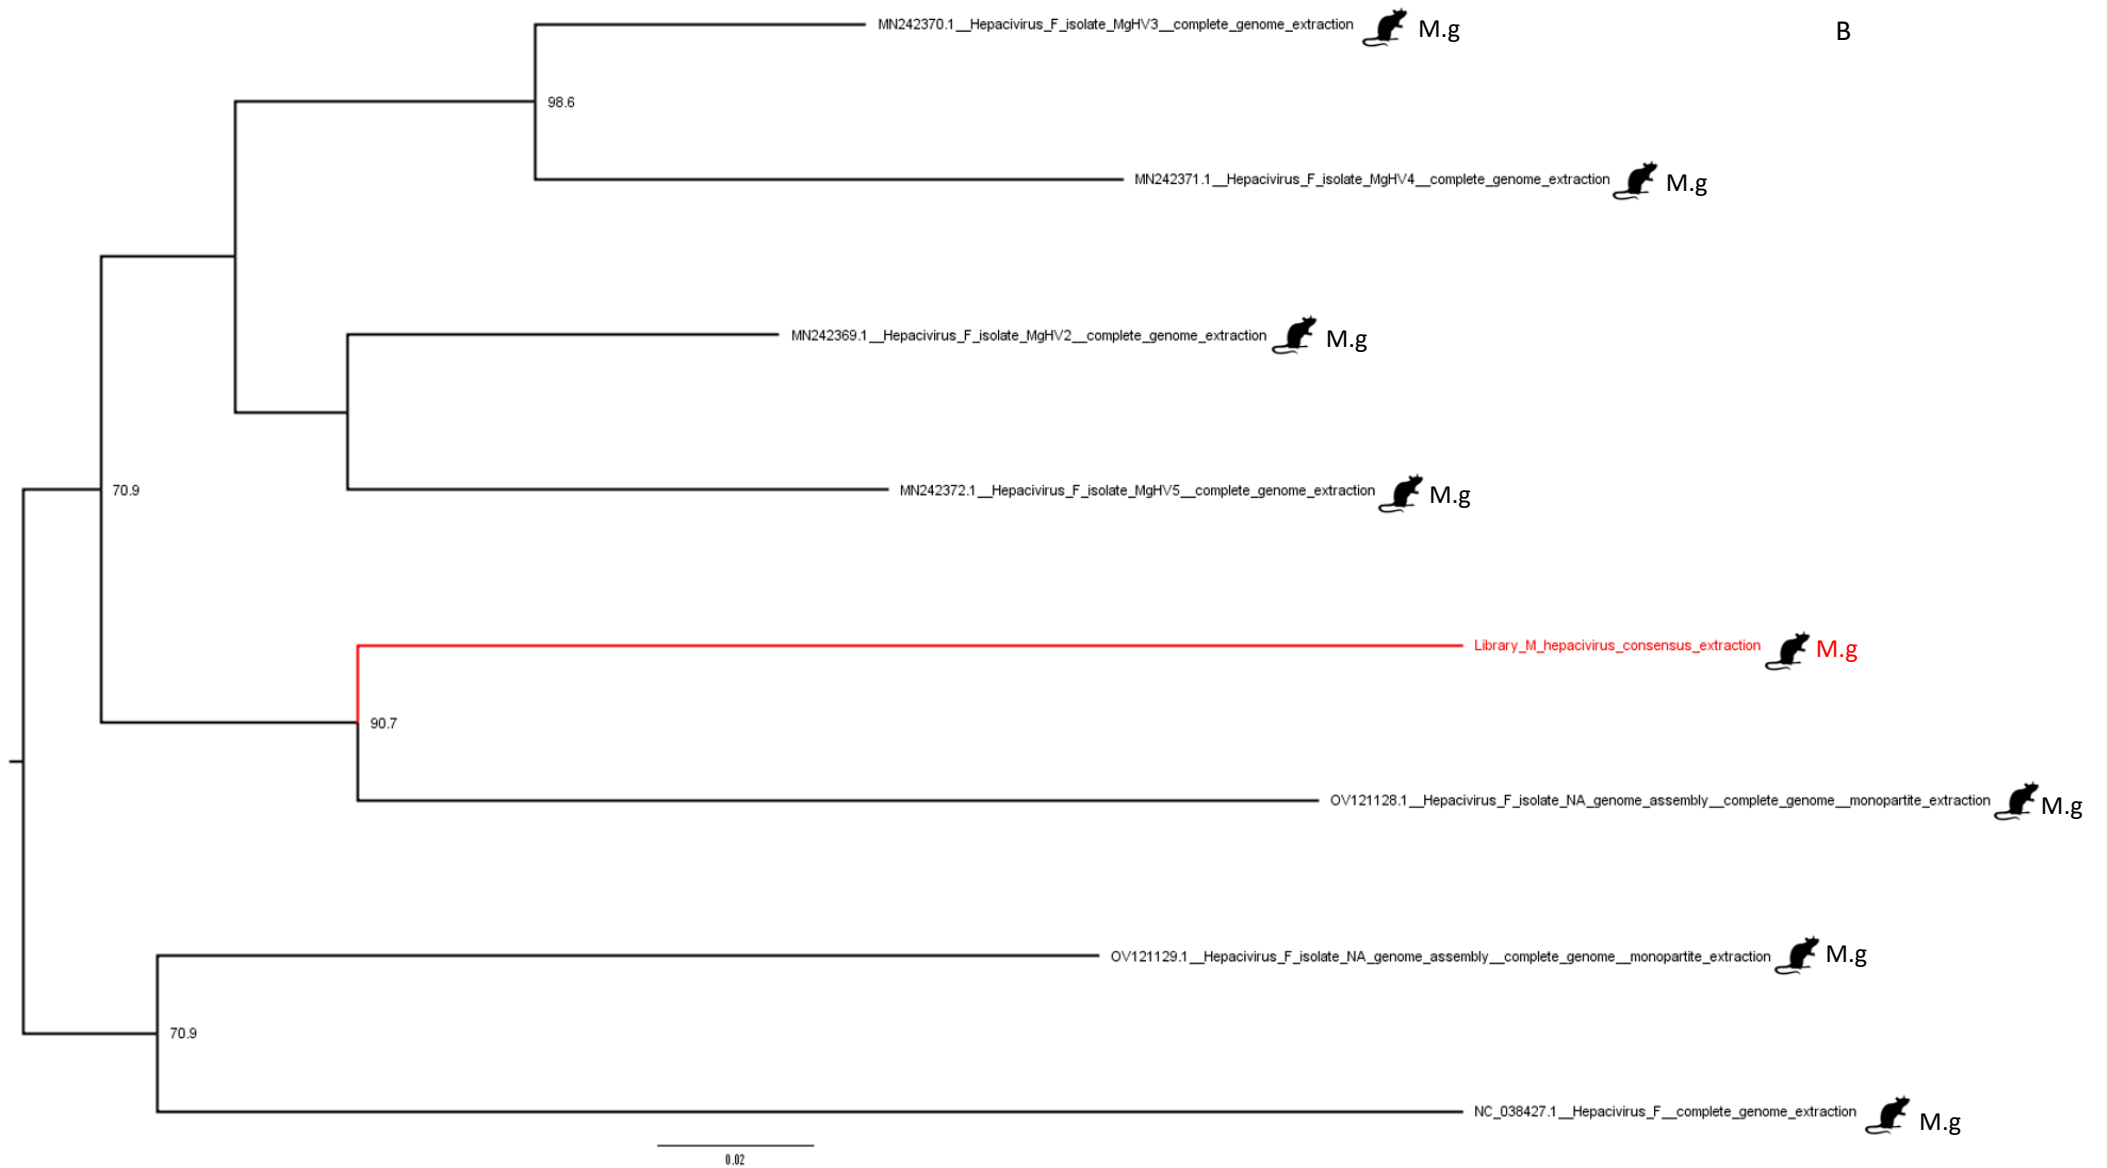 MN242370.1__Hepacivirus_F_isolate_MgHV3__complete_genome_extraction M.g
B
98.6
MN242371.1__Hepacivirus_F_isolate_MgHV4__complete_genome_extraction M.g
MN242369.1__Hepacivirus_F_isolate_MgHV2__complete_genome_extraction M.g
70.9
MN242372.1__Hepacivirus_F_isolate_MgHV5__complete_genome_extraction M.g
Library_M_hepacivirus_consensus_extraction M.g
90.7
OV121128.1__Hepacivirus_F_isolate_NA_genome_assembly__complete_genome__monopartite_extraction M.g
OV121129.1__Hepacivirus_F_isolate_NA_genome_assembly__complete_genome__monopartite_extraction M.g
70.9
NC_038427.1__Hepacivirus_F__complete_genome_extraction M.g
0.02